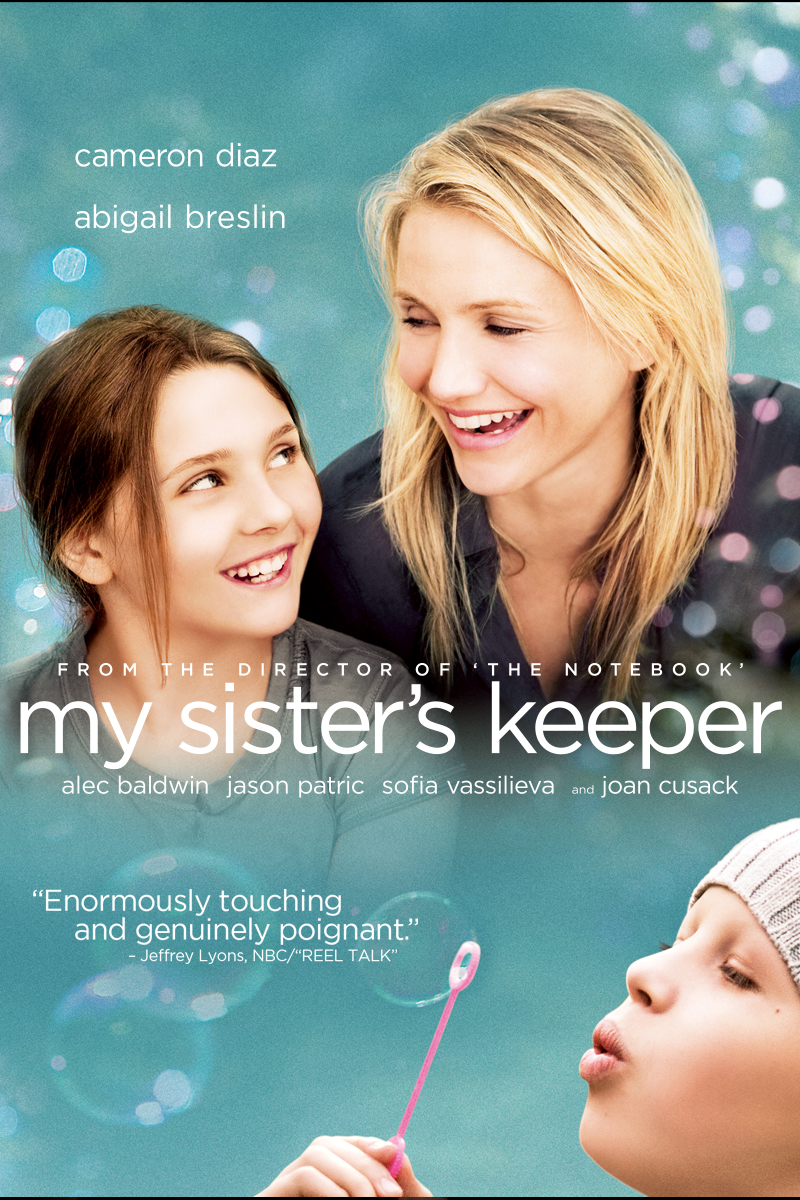 cameron diaz
abigail breslin
FROM THE DIRECTOR OF ‘THE NOTEBOOK’
my sister’s keeper
alec baldwin jason patric sofia vassilieva and joan cusack
“Enormously touching
and genuinely poignant.”
– Jeffrey Lyons, NBC/“REEL TALK”